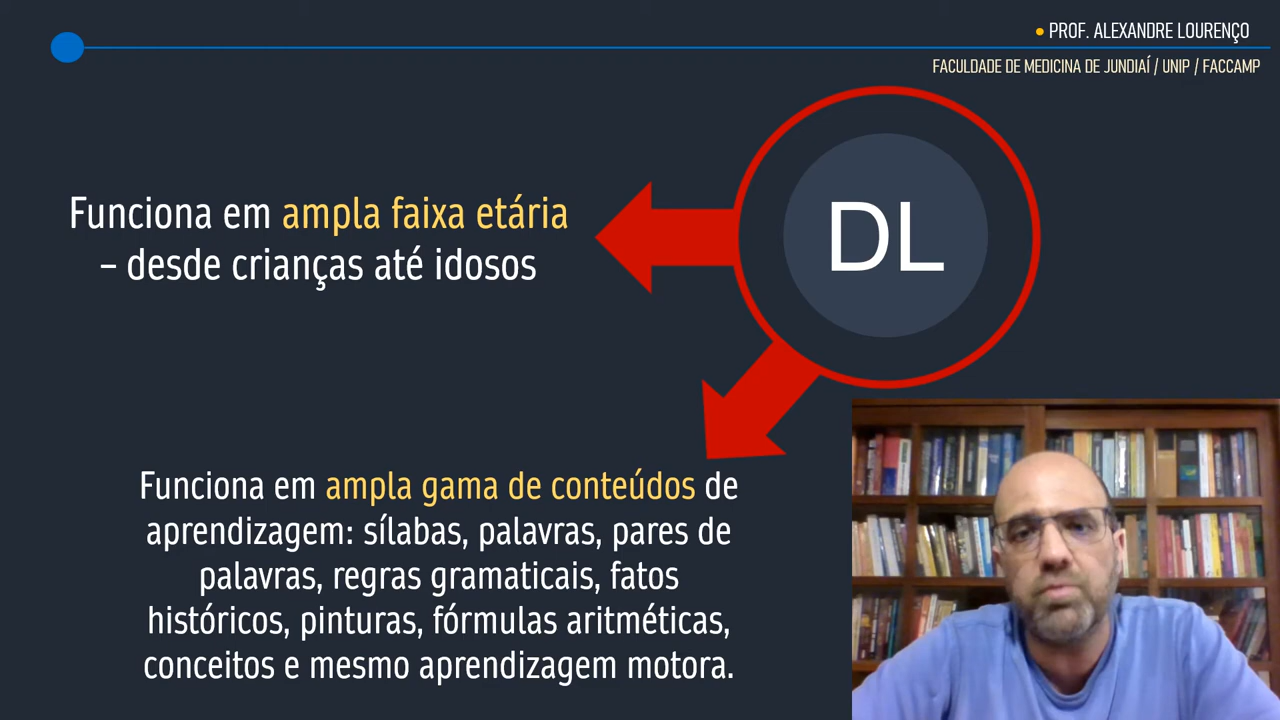 ● PROF. ALEXANDRE LOURENÇO
FACULDADE DE MEDICINA DE JUNDIAÍ / UNIP / FACCAMP
Funciona em ampla faixa etária
– desde crianças até idosos
DL
Funciona em ampla gama de conteúdos de
aprendizagem: sílabas, palavras, pares de
palavras, regras gramaticais, fatos
históricos, pinturas, fórmulas aritméticas,
conceitos e mesmo aprendizagem motora.